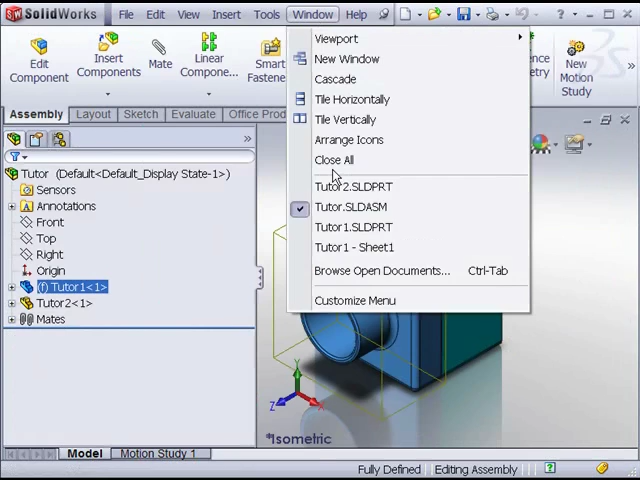 SolidWorks File Edit View Insert Tools Window Help
Edit Component
Insert Components
Mate
Linear Compone...
Smart Fastene
New Motion Study
Assembly Layout Sketch Evaluate Office
Viewport
New Window
Cascade
Tile Horizontally
Tile Vertically
Arrange Icons
Close All
Tutor2.SLDPRT
Tutor.SLDASM
Tutor1.SLDPRT
Tutor1 - Sheet1
Browse Open Documents... Ctrl-Tab
Customize Menu
Tutor (Default<Default_Display State-1>)
Sensors
Annotations
Front
Top
Right
Origin
(f) Tutor1<1>
Tutor2<1>
Mates
Y
Z
X
*Isometric
Model Motion Study 1
Fully Defined Editing Assembly